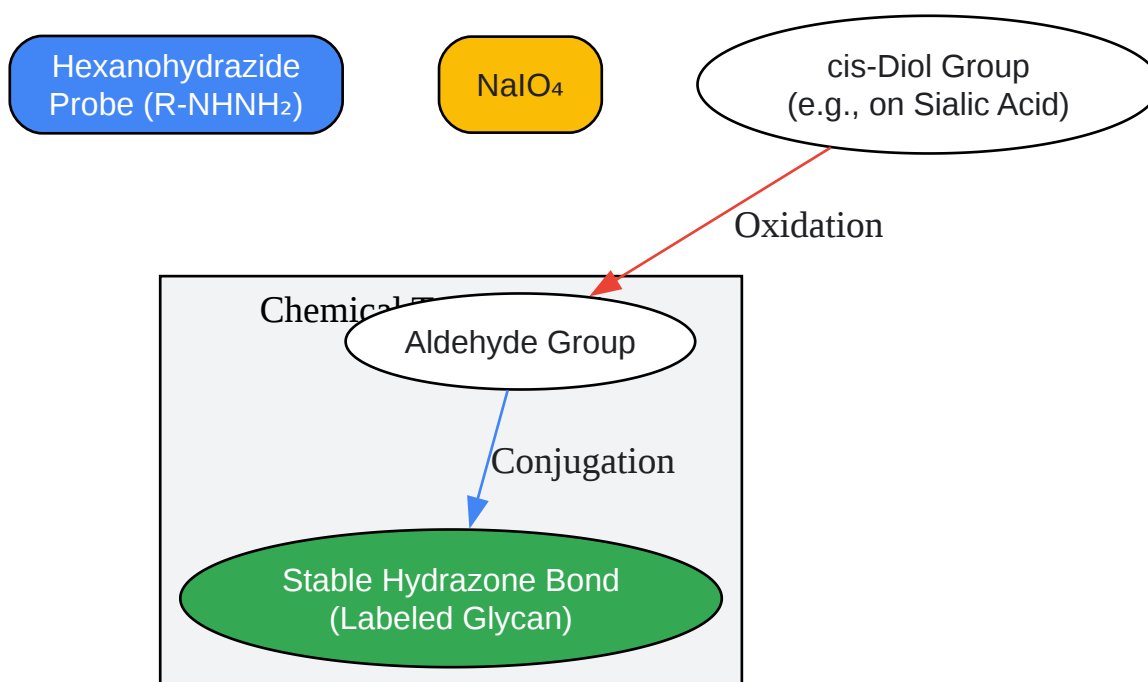 Hexanohydrazide
Probe (R-NHNH₂)
NaIO₄
cis-Diol Group
(e.g., on Sialic Acid)
Oxidation
Chemical
Aldehyde Group
Conjugation
Stable Hydrazone Bond
(Labeled Glycan)